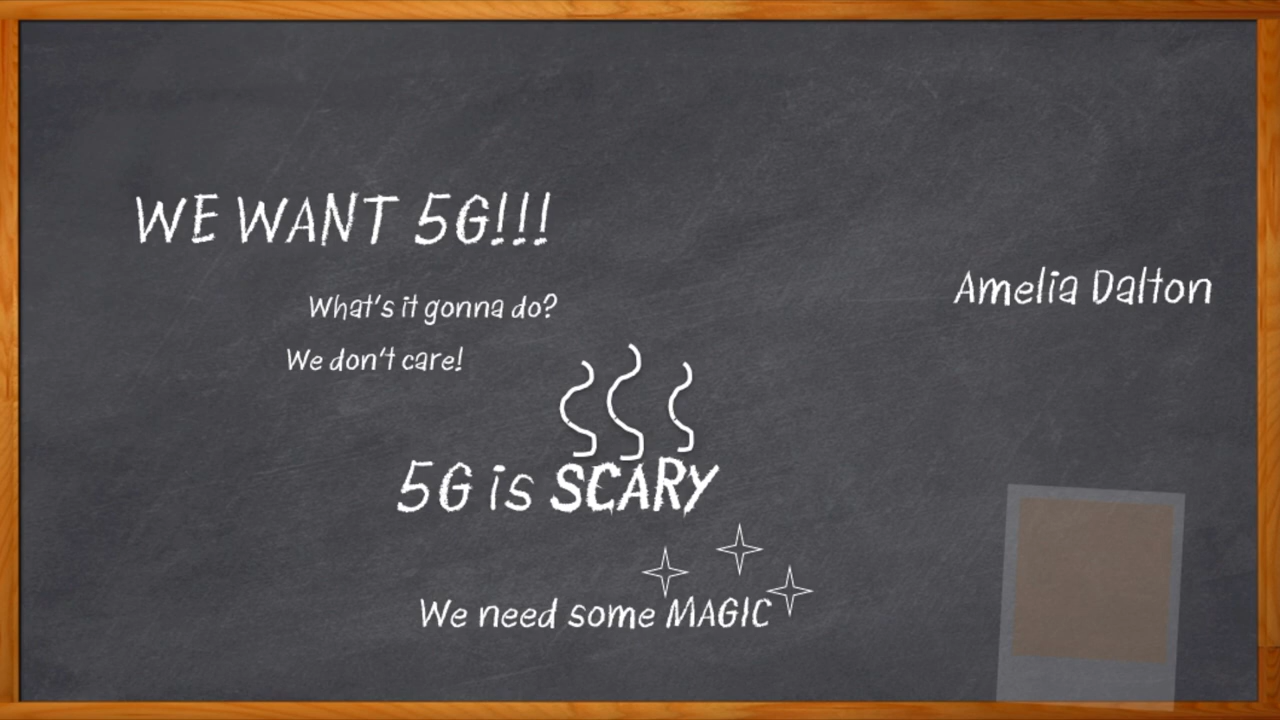 WE WANT 5G!!!
What's it gonna do?
We don't care!
Amelia Dalton
5G is SCARY
We need some MAGIC